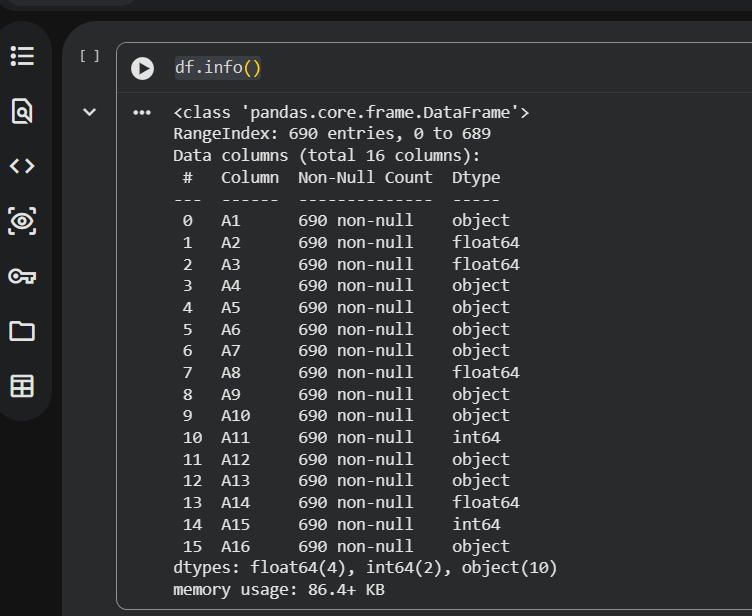 [ ]
df.info()
<class 'pandas.core.frame.DataFrame'>
RangeIndex: 690 entries, 0 to 689
Data columns (total 16 columns):
 #   Column  Non-Null Count  Dtype
---  ------  --------------  -----
 0   A1      690 non-null    object
 1   A2      690 non-null    float64
 2   A3      690 non-null    float64
 3   A4      690 non-null    object
 4   A5      690 non-null    object
 5   A6      690 non-null    object
 6   A7      690 non-null    object
 7   A8      690 non-null    float64
 8   A9      690 non-null    object
 9   A10     690 non-null    object
 10  A11     690 non-null    int64
 11  A12     690 non-null    object
 12  A13     690 non-null    object
 13  A14     690 non-null    float64
 14  A15     690 non-null    int64
 15  A16     690 non-null    object
dtypes: float64(4), int64(2), object(10)
memory usage: 86.4+ KB